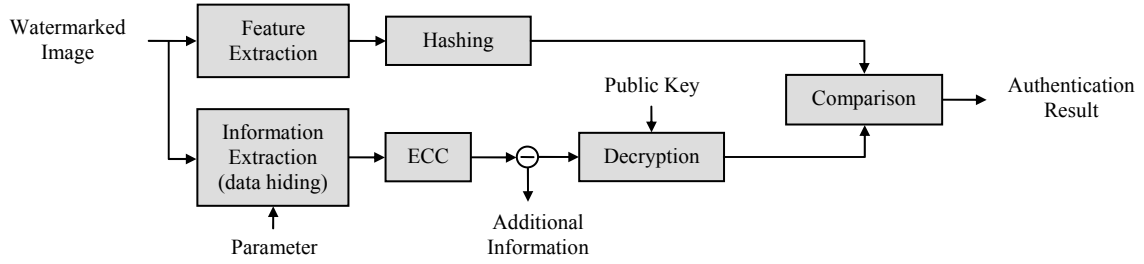 Watermarked
Image
Feature
Extraction
Hashing
Public Key
Comparison
Authentication
Result
Information
Extraction
(data hiding)
ECC
Decryption
Additional
Information
Parameter